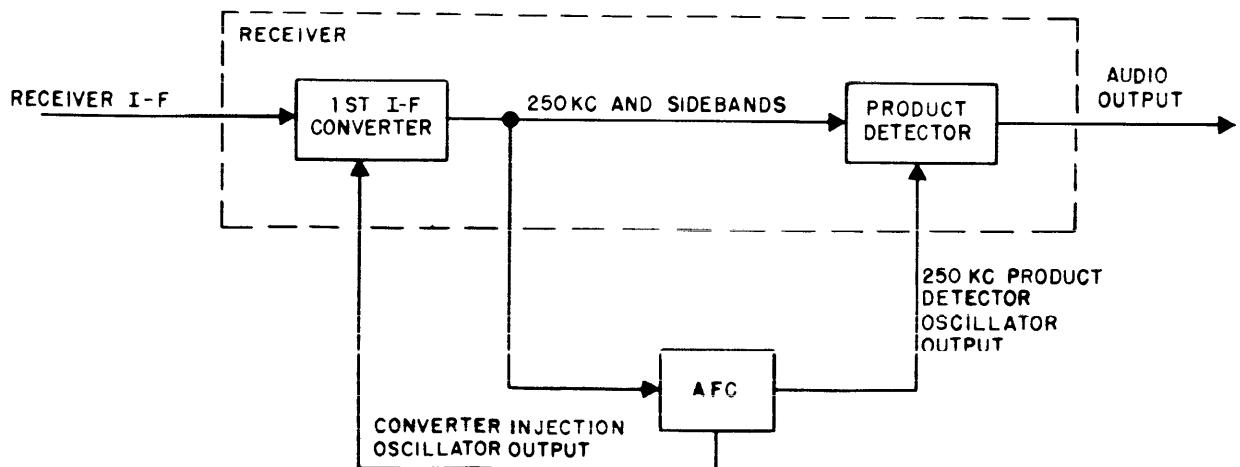 RECEIVER
RECEIVER I-F
1ST I-F
CONVERTER
250KC AND SIDEBANDS
PRODUCT
DETECTOR
AUDIO
OUTPUT
250 KC PRODUCT
DETECTOR
OSCILLATOR
OUTPUT
AFC
CONVERTER INJECTION
OSCILLATOR OUTPUT